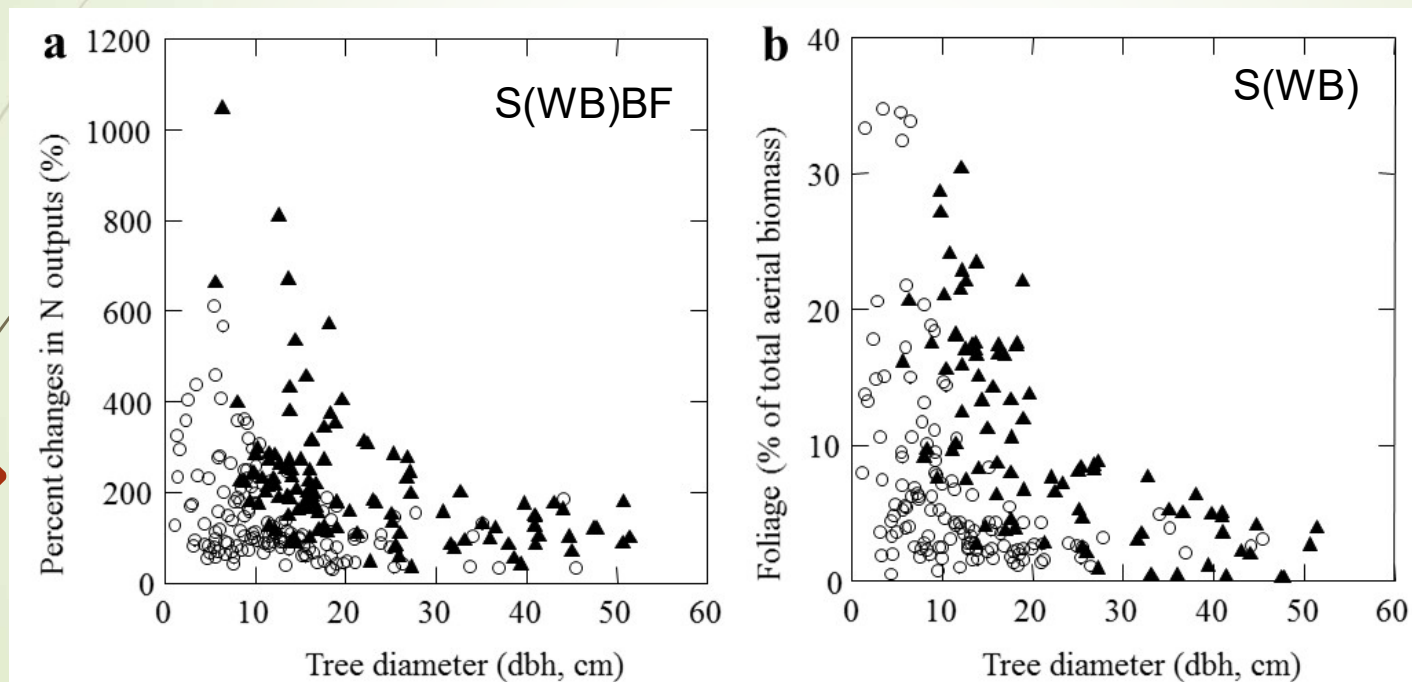 a
S(WB)BF
Percent changes in N outputs (%)
1200
1000
800
600
400
200
0
0 10 20 30 40 50 60
Tree diameter (dbh, cm)
b
S(WB)
Foliage (% of total aerial biomass)
40
30
20
10
0
0 10 20 30 40 50 60
Tree diameter (dbh, cm)